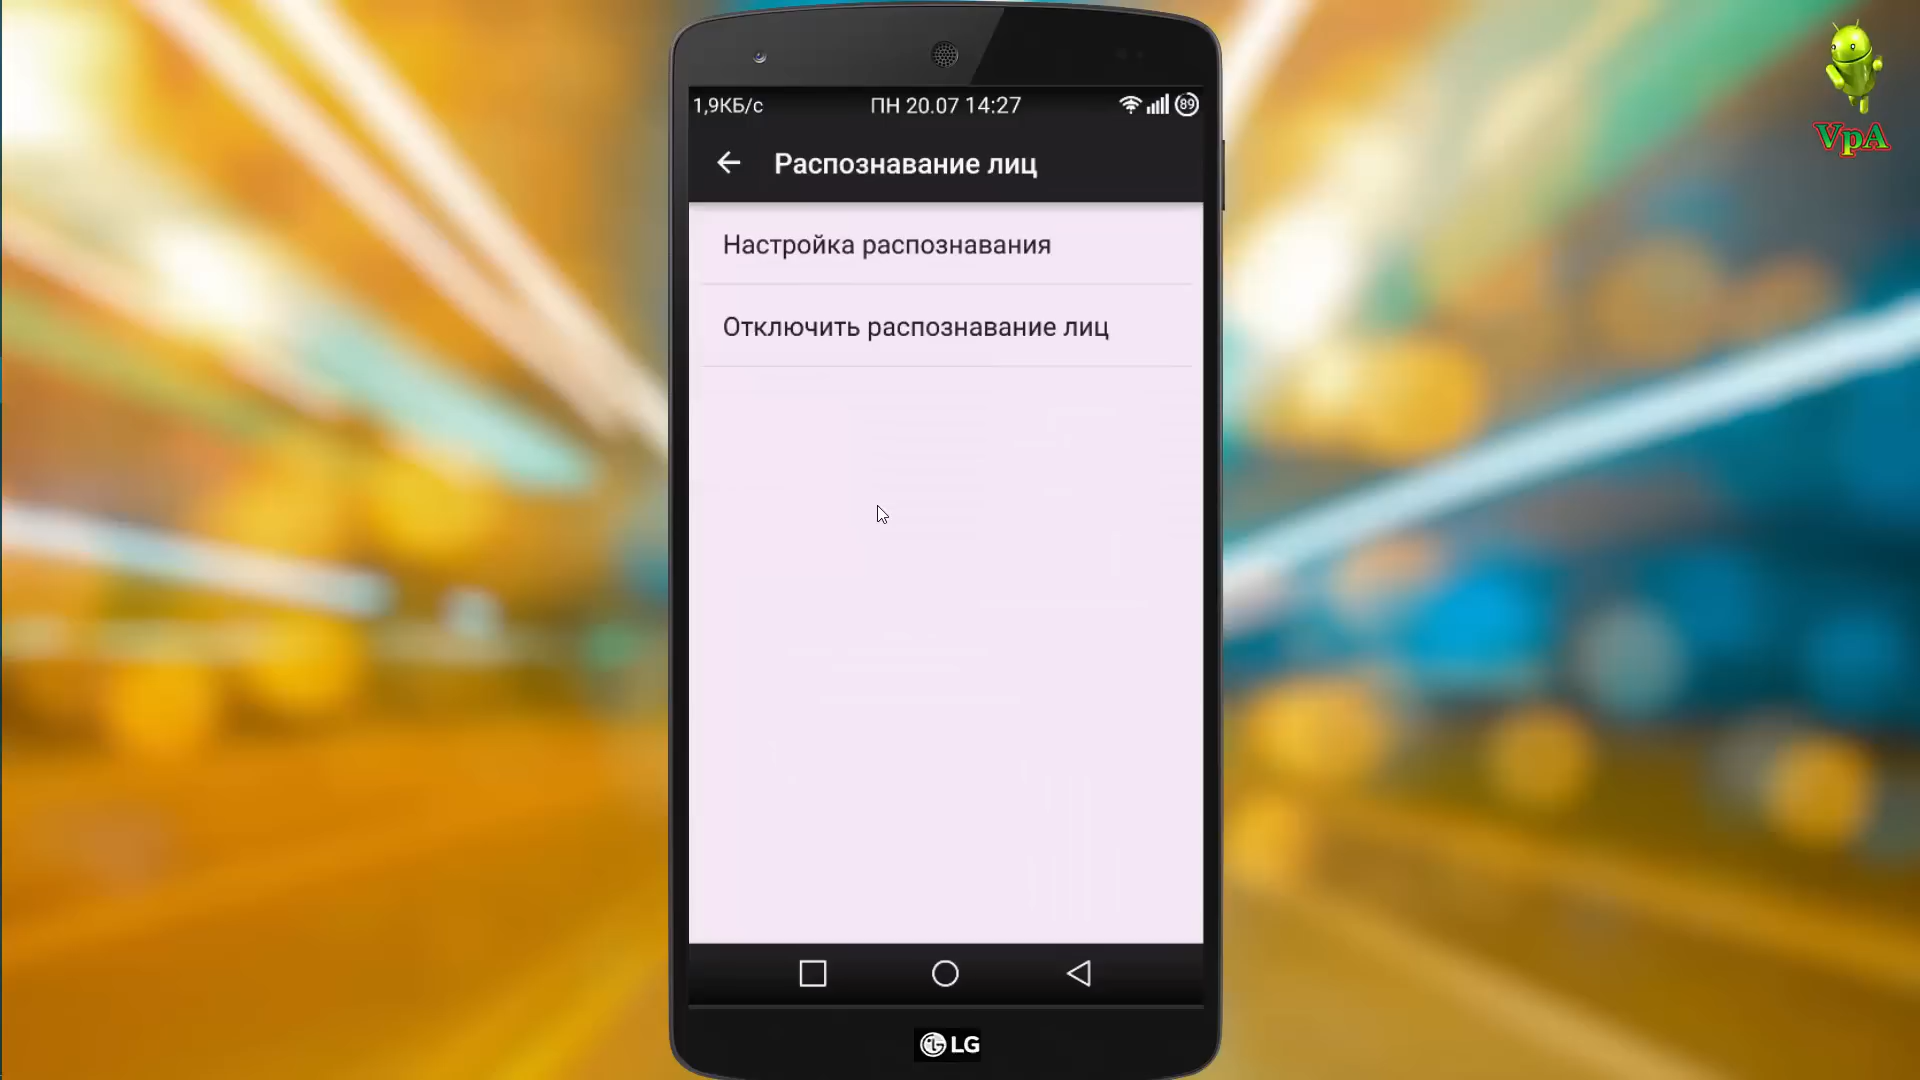 VpA
1,9КБ/с ПН 20.07 14:27 89
Распознавание лиц
Настройка распознавания
Отключить распознавание лиц
LG